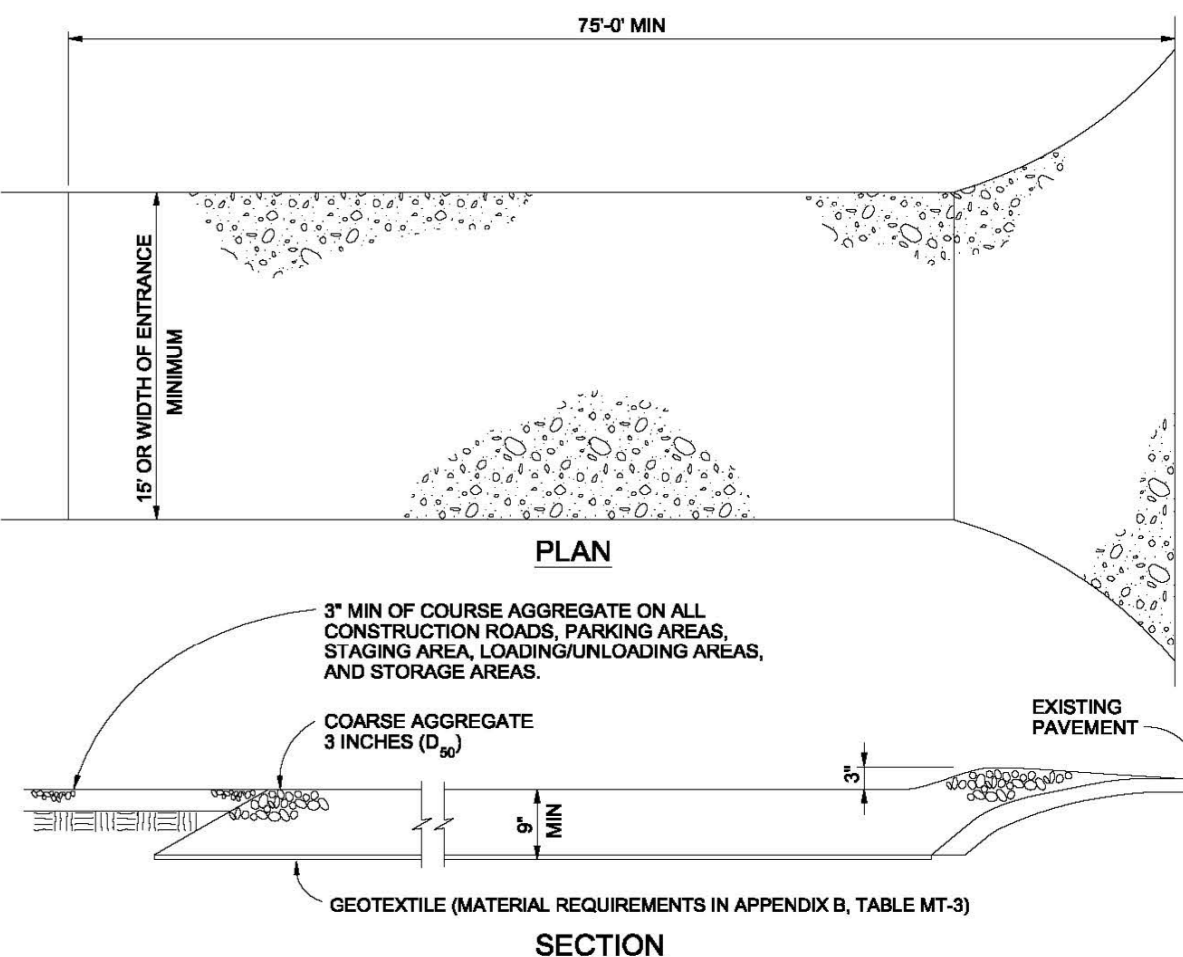 75'-0' MIN
15' OR WIDTH OF ENTRANCE
MINIMUM
PLAN
3" MIN OF COURSE AGGREGATE ON ALL
CONSTRUCTION ROADS, PARKING AREAS,
STAGING AREA, LOADING/UNLOADING AREAS,
AND STORAGE AREAS.
COARSE AGGREGATE
3 INCHES (D50)
EXISTING
PAVEMENT
3"
9"
MIN
GEOTEXTILE (MATERIAL REQUIREMENTS IN APPENDIX B, TABLE MT-3)
SECTION